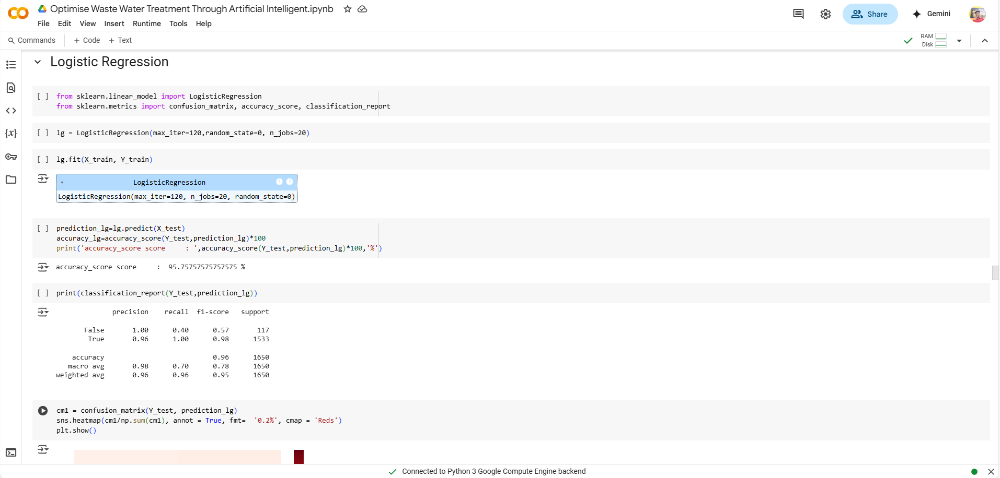 Optimise Waste Water Treatment Through Artificial Intelligent.ipynb
File Edit View Insert Runtime Tools Help
Share
Gemini
Commands + Code + Text
RAM
Disk
Logistic Regression
[ ] from sklearn.linear_model import LogisticRegression
from sklearn.metrics import confusion_matrix, accuracy_score, classification_report
[ ] lg = LogisticRegression(max_iter=120,random_state=0, n_jobs=20)
[ ] lg.fit(X_train, Y_train)
LogisticRegression i ?
LogisticRegression(max_iter=120, n_jobs=20, random_state=0)
[ ] prediction_lg=lg.predict(X_test)
accuracy_lg=accuracy_score(Y_test,prediction_lg)*100
print('accuracy_score score     : ',accuracy_score(Y_test,prediction_lg)*100,'%')
accuracy_score score     :  95.75757575757575 %
[ ] print(classification_report(Y_test,prediction_lg))
precision    recall  f1-score   support
False       1.00      0.40      0.57       117
True       0.96      1.00      0.98      1533
accuracy                           0.96      1650
macro avg       0.98      0.70      0.78      1650
weighted avg       0.96      0.96      0.95      1650
cm1 = confusion_matrix(Y_test, prediction_lg)
sns.heatmap(cm1/np.sum(cm1), annot = True, fmt=  '0.2%', cmap = 'Reds')
plt.show()
Connected to Python 3 Google Compute Engine backend